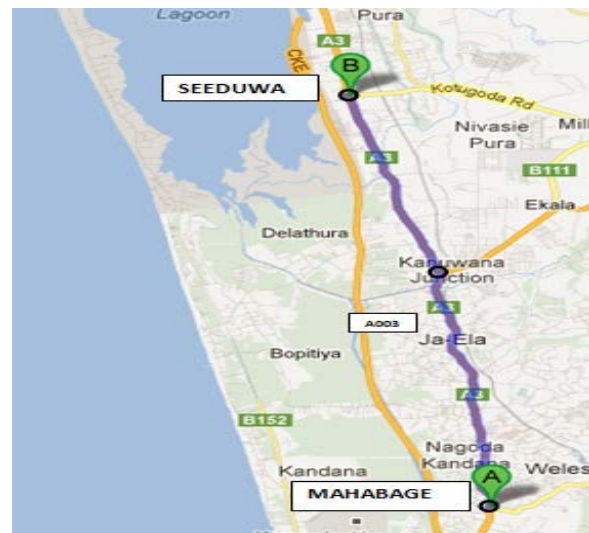 Lagoon
Pura
A3
CKE
B
SEEDUWA
Kotugoda Rd
Nivasie
Pura
Mil
A3
B111
Ekala
Delathura
Kanuwana
Junction
A3
A003
Ja-Ela
Bopitiya
A3
B152
Nagoda
Kandana
Kandana
A
Weles
MAHABAGE